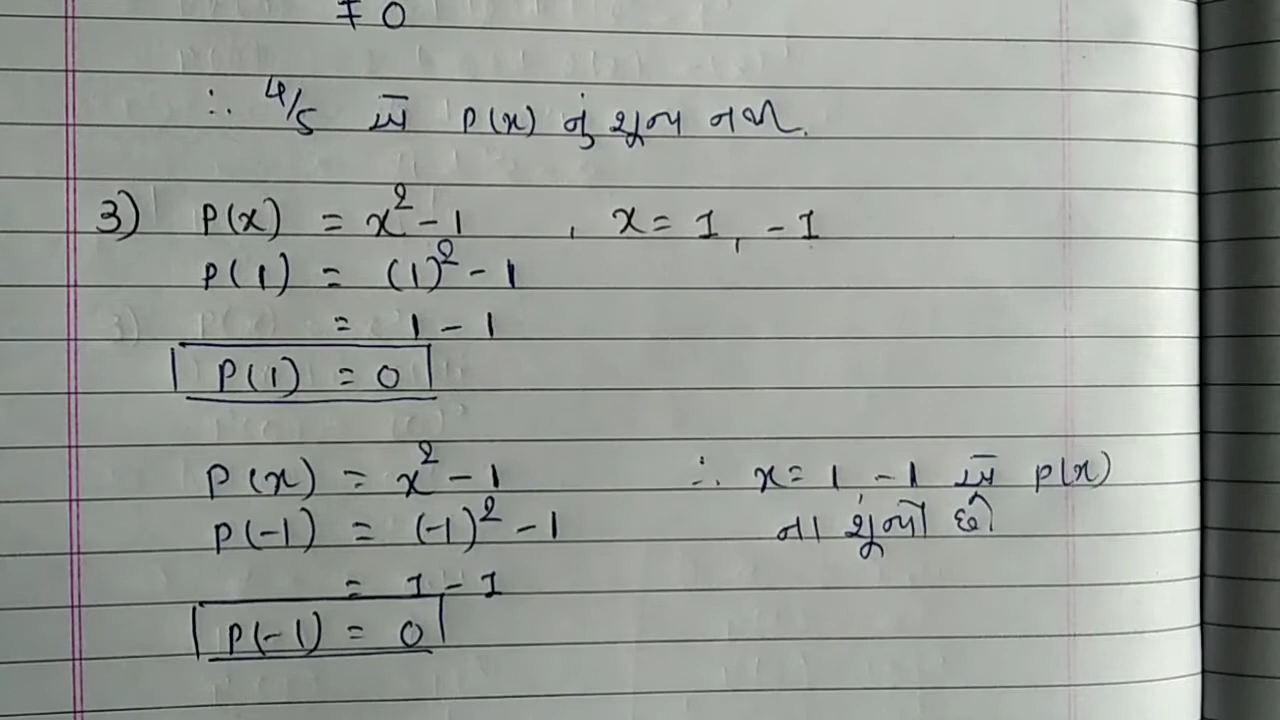 ≠ 0
∴ 4/5 એ P(x) નું શૂન્ય નથી.
3) P(x) = x² - 1 , x = 1, -1
P(1) = (1)² - 1
= 1 - 1
P(1) = 0
P(x) = x² - 1
P(-1) = (-1)² - 1
= 1 - 1
P(-1) = 0
∴ x = 1, -1 એ P(x)
ના શૂન્યો છે